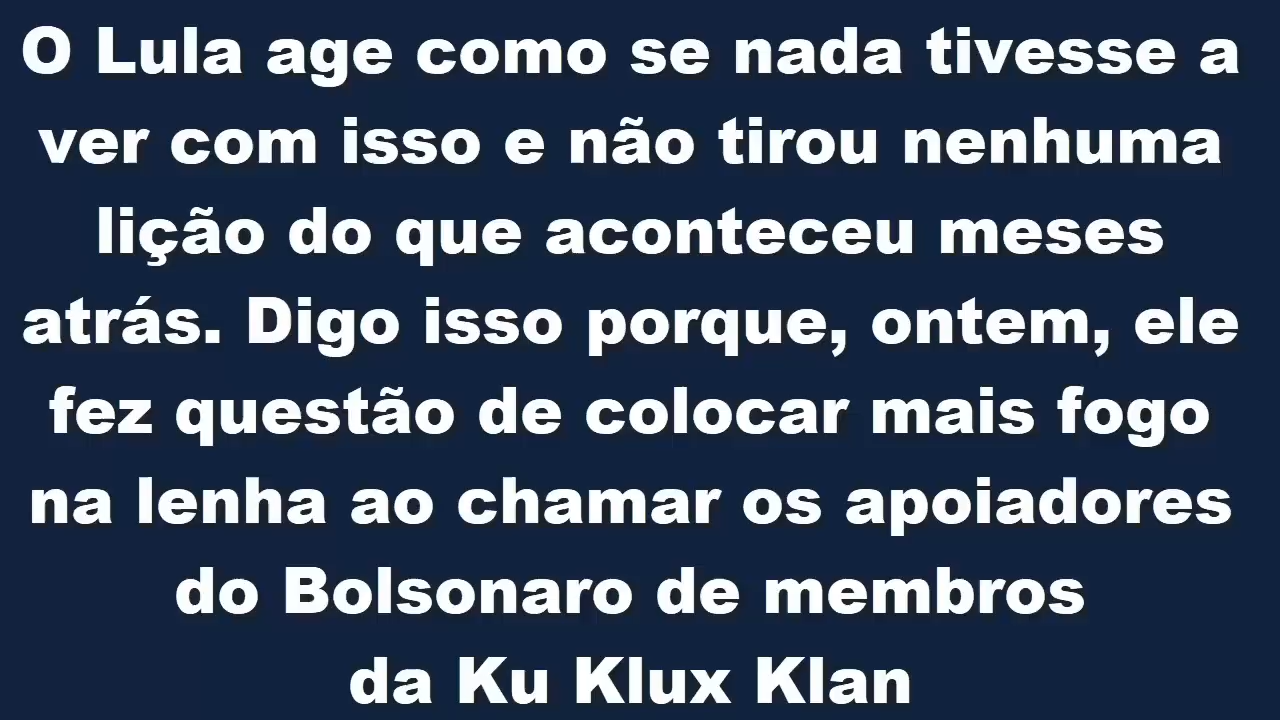 O Lula age como se nada tivesse a
ver com isso e não tirou nenhuma
lição do que aconteceu meses
atrás. Digo isso porque, ontem, ele
fez questão de colocar mais fogo
na lenha ao chamar os apoiadores
do Bolsonaro de membros
da Ku Klux Klan